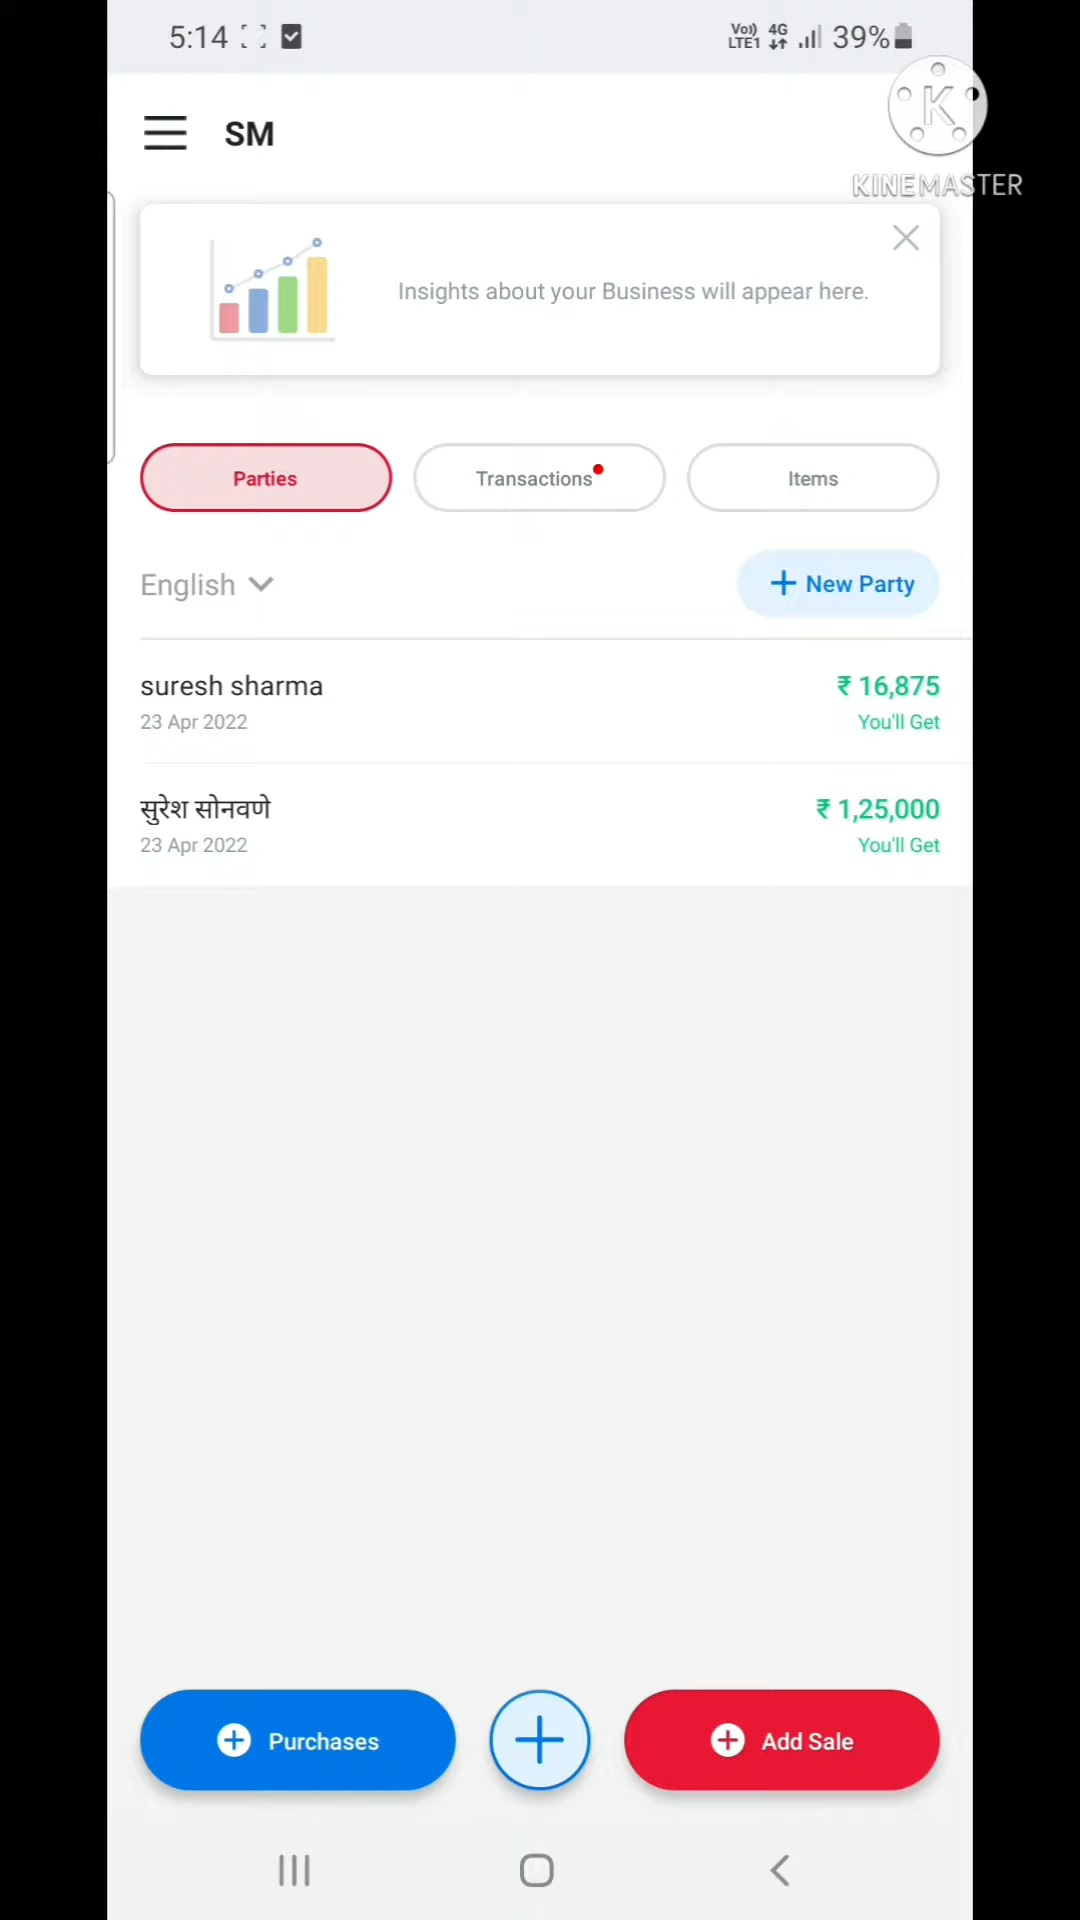 5:14
Vo)) 4G
LTE1 39%
SM
K
KINEMASTER
Insights about your Business will appear here.
Parties Transactions Items
English + New Party
suresh sharma ₹ 16,875
23 Apr 2022 You'll Get
सुरेश सोनवणे ₹ 1,25,000
23 Apr 2022 You'll Get
Purchases Add Sale